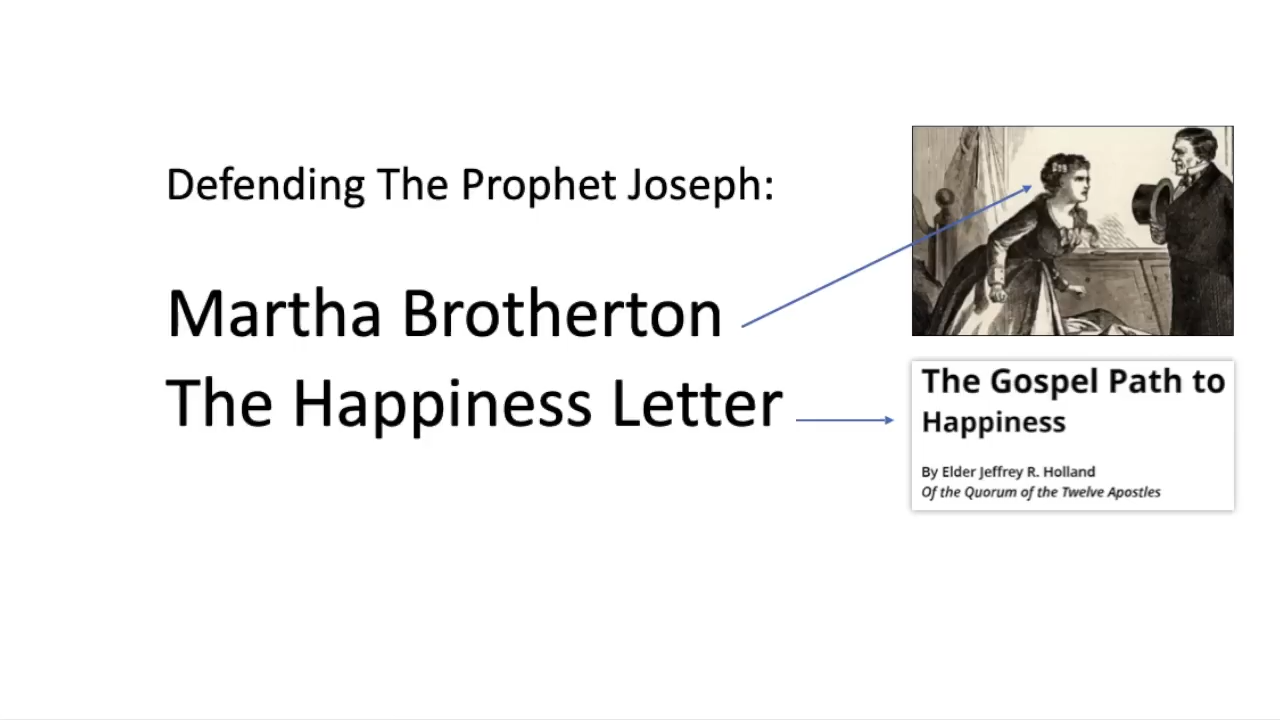 Defending The Prophet Joseph:
Martha Brotherton
The Happiness Letter
The Gospel Path to
Happiness
By Elder Jeffrey R. Holland
Of the Quorum of the Twelve Apostles